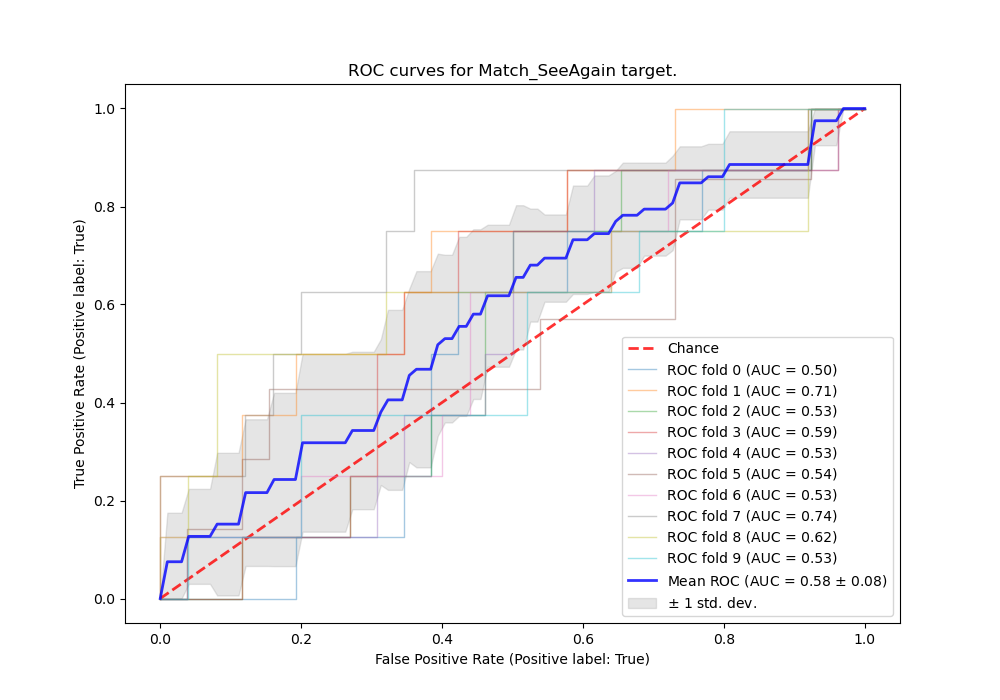 ROC curves for Match_SeeAgain target.
True Positive Rate (Positive label: True)
1.0
0.8
0.6
0.4
0.2
0.0
Chance
ROC fold 0 (AUC = 0.50)
ROC fold 1 (AUC = 0.71)
ROC fold 2 (AUC = 0.53)
ROC fold 3 (AUC = 0.59)
ROC fold 4 (AUC = 0.53)
ROC fold 5 (AUC = 0.54)
ROC fold 6 (AUC = 0.53)
ROC fold 7 (AUC = 0.74)
ROC fold 8 (AUC = 0.62)
ROC fold 9 (AUC = 0.53)
Mean ROC (AUC = 0.58 ± 0.08)
± 1 std. dev.
0.0 0.2 0.4 0.6 0.8 1.0
False Positive Rate (Positive label: True)